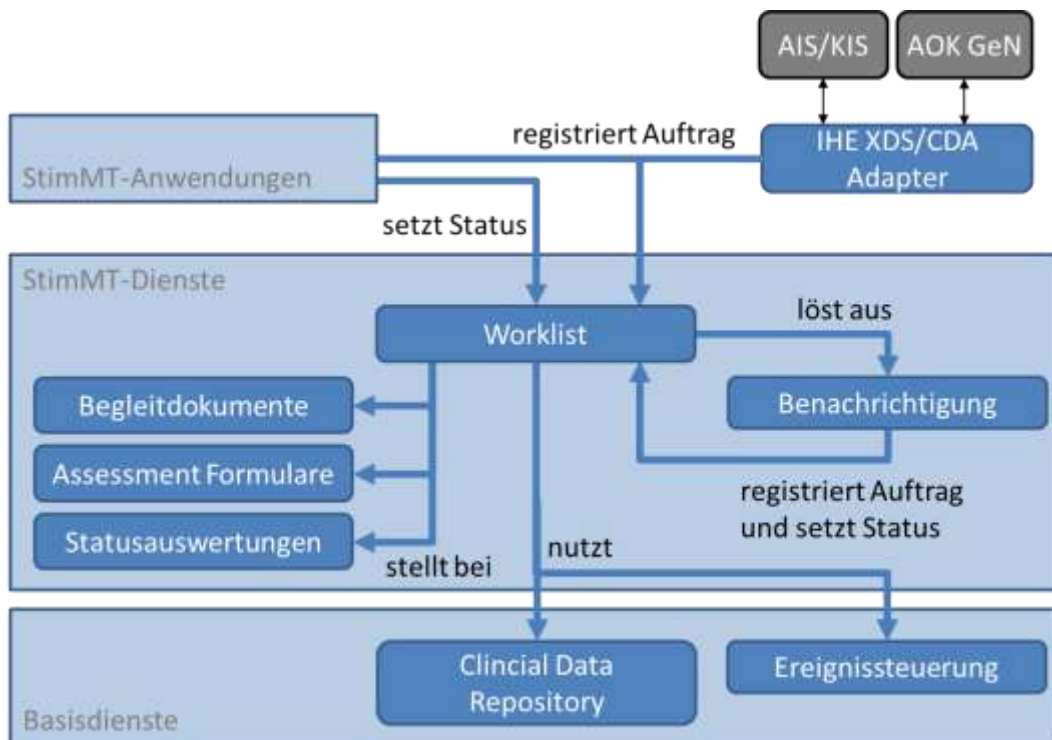 AIS/KIS
AOK GeN
registriert Auftrag
IHE XDS/CDA
Adapter
StimMT-Anwendungen
setzt Status
StimMT-Dienste
löst aus
Worklist
Begleitdokumente
Benachrichtigung
Assessment Formulare
registriert Auftrag
und setzt Status
Statusauswertungen
stellt bei
nutzt
Clincial Data
Repository
Ereignissteuerung
Basisdienste